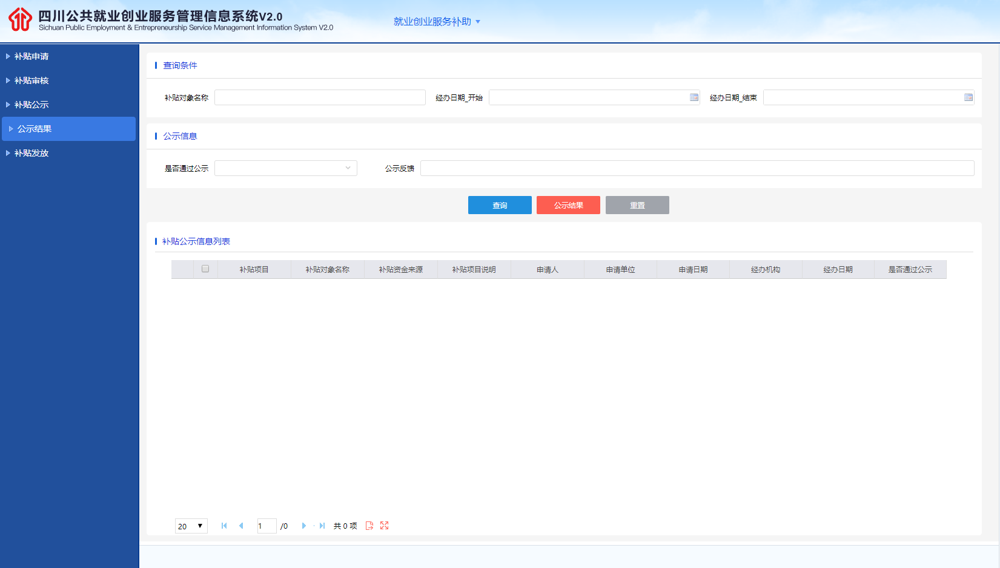 四川公共就业创业服务管理信息系统V2.0
Sichuan Public Employment & Entrepreneurship Service Management Information System V2.0
就业创业服务补助
补贴申请
补贴审核
补贴公示
公示结果
补贴发放
查询条件
补贴对象名称 经办日期_开始 经办日期_结束
公示信息
是否通过公示 公示反馈
查询 公示结果 重置
补贴公示信息列表
补贴项目 补贴对象名称 补贴资金来源 补贴项目说明 申请人 申请单位 申请日期 经办机构 经办日期 是否通过公示
20 1 /0 共 0 项